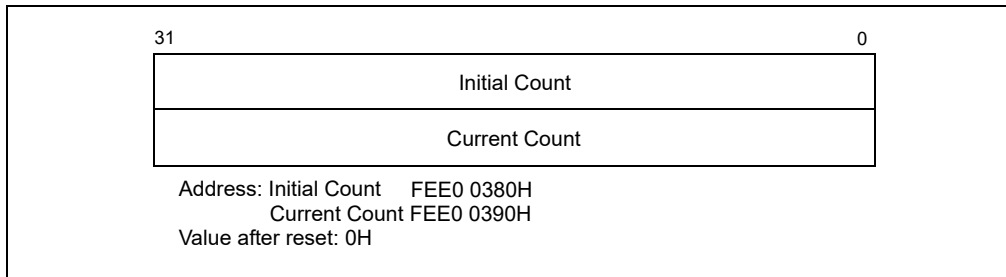 31 0
Initial Count
Current Count
Address: Initial Count FEE0 0380H
Current Count FEE0 0390H
Value after reset: 0H